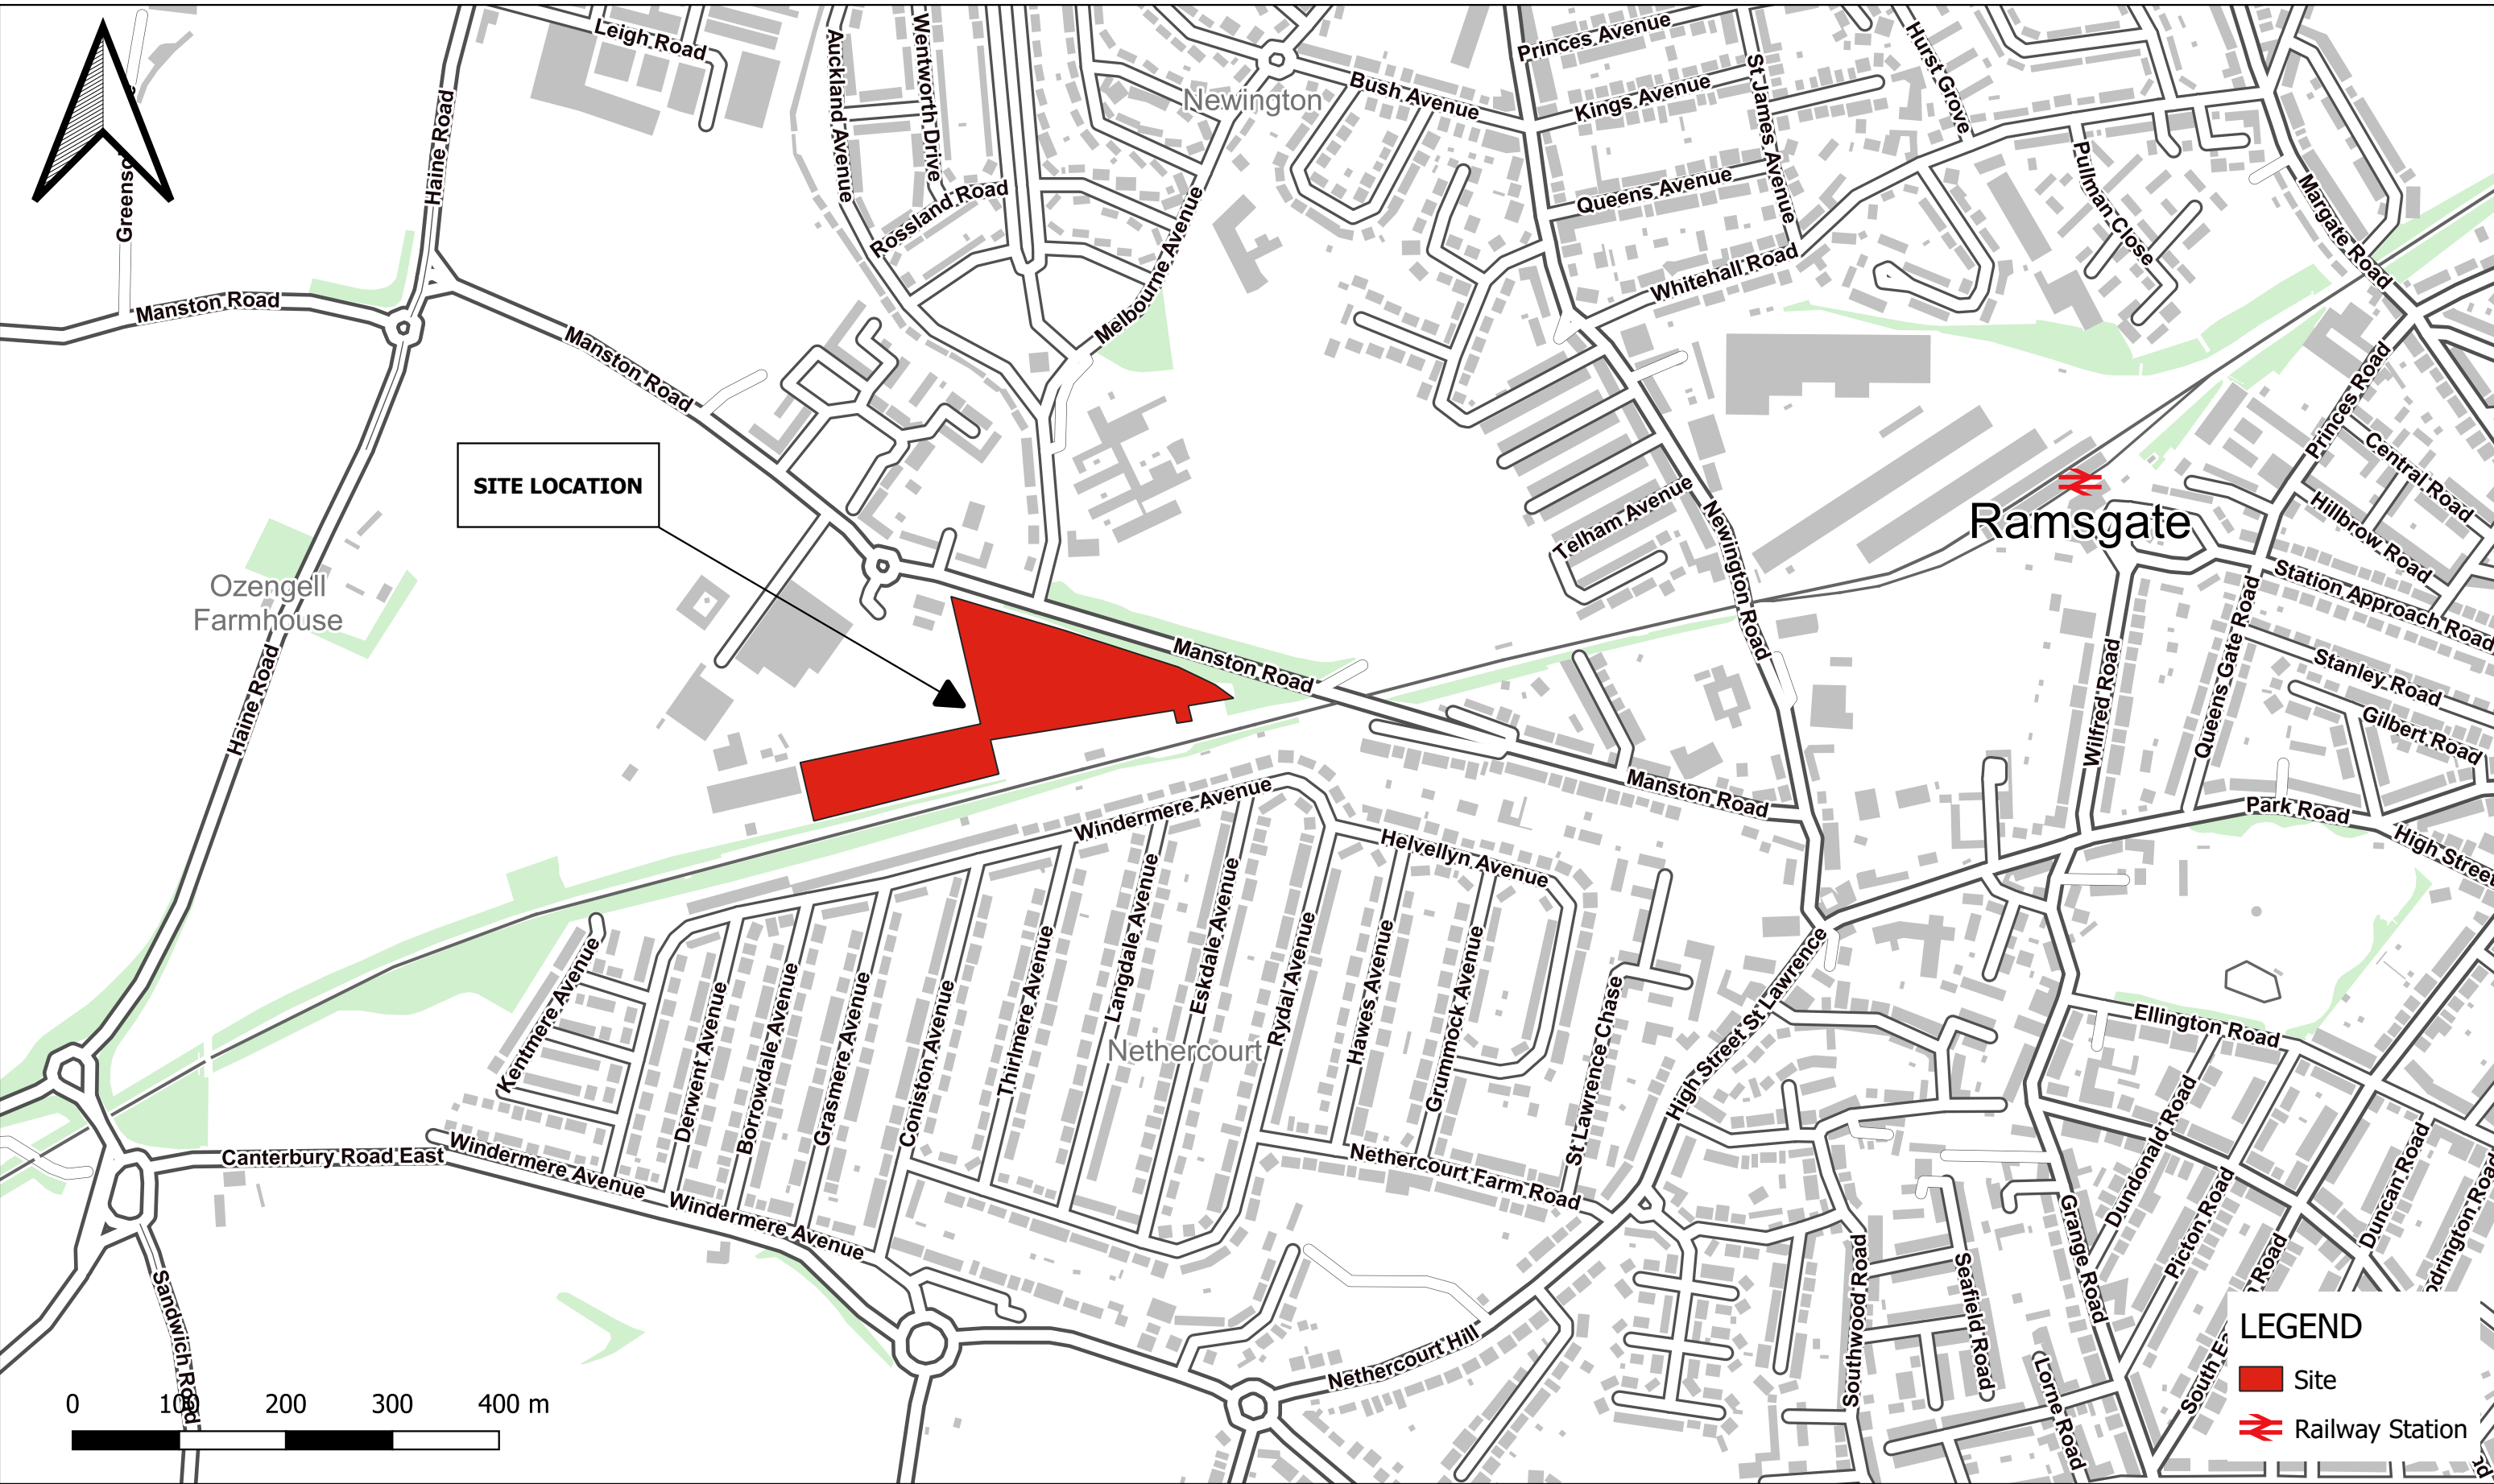 Leigh Road
Auckland Avenue
Wentworth Drive
Princes Avenue
Hurst Grove
Bush Avenue
Kings Avenue
St James Avenue
Newington
Haine Road
Pullman Close
Queens Avenue
Rossland Road
Melbourne Avenue
Margate Road
Whitehall Road
Manston Road
Manston Road
Princes Road
Central Road
SITE LOCATION
Hillbrow Road
Telham Avenue
Newington Road
Ramsgate
Ozengell
Farmhouse
Station Approach Road
Manston Road
Wilfred Road
Queens Gate Road
Stanley Road
Gilbert Road
Haine Road
Manston Road
Windermere Avenue
Park Road
High Street
Helvellyn Avenue
Kentmere Avenue
Derwent Avenue
Borrowdale Avenue
Grasmere Avenue
Coniston Avenue
Thirlmere Avenue
Langdale Avenue
Eskdale Avenue
Rydal Avenue
Hawes Avenue
Grummock Avenue
St Lawrence Chase
High Street St Lawrence
Nethercourt
Ellington Road
Canterbury Road East
Windermere Avenue
Windermere Avenue
Nethercourt Farm Road
Dundonald Road
Picton Road
Duncan Road
Grange Road
Seafield Road
Southwood Road
Sandwich Road
Nethercourt Hill
Lorne Road
LEGEND
Site
Railway Station
0 100 200 300 400 m